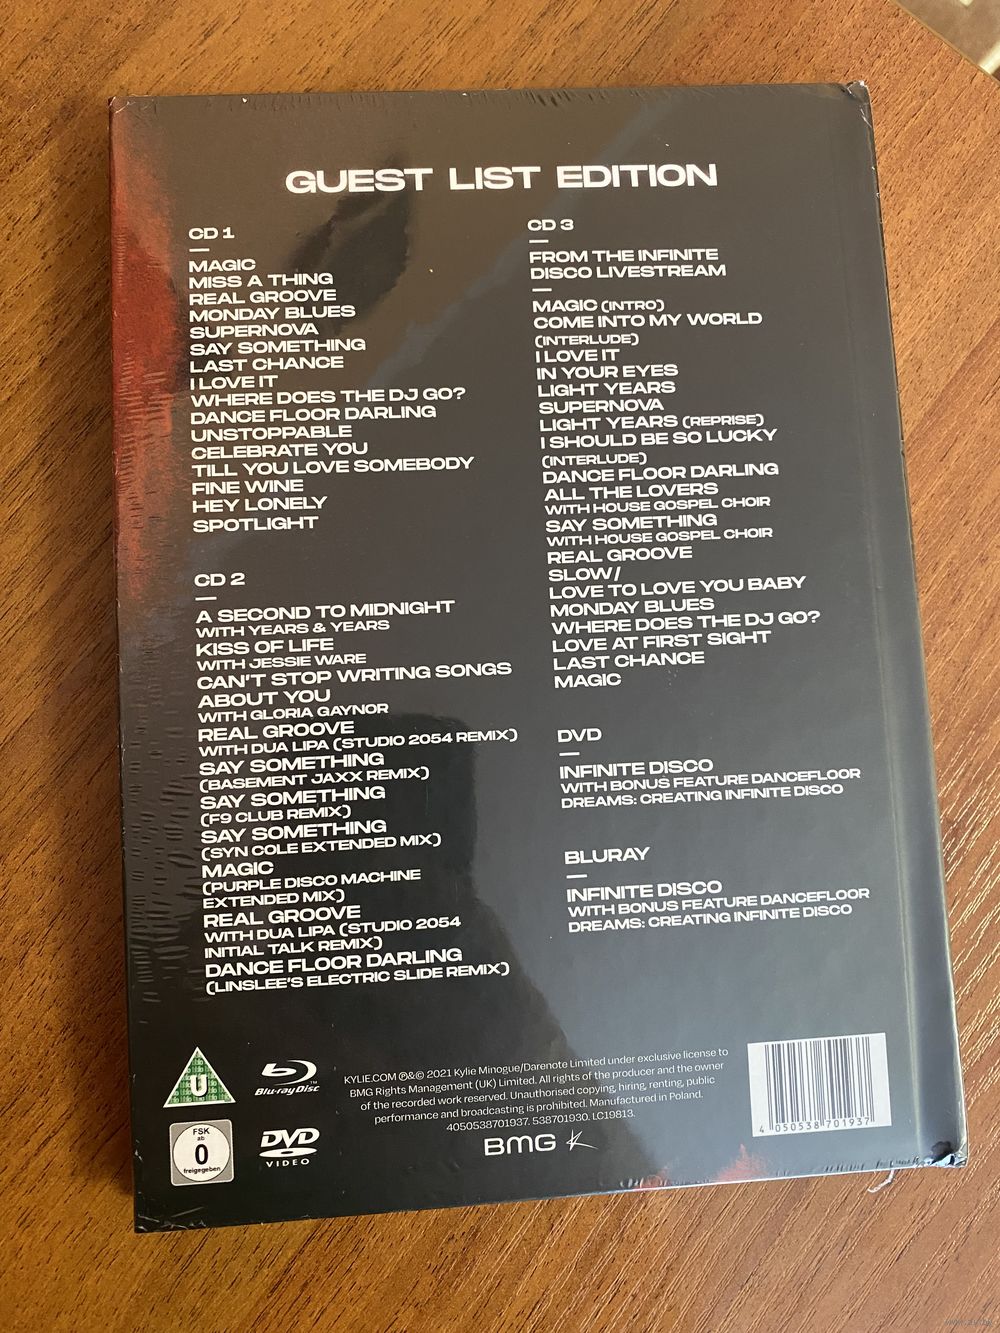 GUEST LIST EDITION
CD 1
MAGIC
MISS A THING
REAL GROOVE
MONDAY BLUES
SUPERNOVA
SAY SOMETHING
LAST CHANCE
I LOVE IT
WHERE DOES THE DJ GO?
DANCE FLOOR DARLING
UNSTOPPABLE
CELEBRATE YOU
TILL YOU LOVE SOMEBODY
FINE WINE
HEY LONELY
SPOTLIGHT
CD 2
A SECOND TO MIDNIGHT
WITH YEARS & YEARS
KISS OF LIFE
WITH JESSIE WARE
CAN'T STOP WRITING SONGS
ABOUT YOU
WITH GLORIA GAYNOR
REAL GROOVE
WITH DUA LIPA (STUDIO 2054 REMIX)
SAY SOMETHING
(BASEMENT JAXX REMIX)
SAY SOMETHING
(F9 CLUB REMIX)
SAY SOMETHING
(SYN COLE EXTENDED MIX)
MAGIC
(PURPLE DISCO MACHINE
EXTENDED MIX)
REAL GROOVE
WITH DUA LIPA (STUDIO 2054
INITIAL TALK REMIX)
DANCE FLOOR DARLING
(LINSLEE'S ELECTRIC SLIDE REMIX)
CD 3
FROM THE INFINITE
DISCO LIVESTREAM
MAGIC (INTRO)
COME INTO MY WORLD
(INTERLUDE)
I LOVE IT
IN YOUR EYES
LIGHT YEARS
SUPERNOVA
LIGHT YEARS (REPRISE)
I SHOULD BE SO LUCKY
(INTERLUDE)
DANCE FLOOR DARLING
ALL THE LOVERS
WITH HOUSE GOSPEL CHOIR
SAY SOMETHING
WITH HOUSE GOSPEL CHOIR
REAL GROOVE
SLOW/
LOVE TO LOVE YOU BABY
MONDAY BLUES
WHERE DOES THE DJ GO?
LOVE AT FIRST SIGHT
LAST CHANCE
MAGIC
DVD
INFINITE DISCO
WITH BONUS FEATURE DANCEFLOOR
DREAMS: CREATING INFINITE DISCO
BLURAY
INFINITE DISCO
WITH BONUS FEATURE DANCEFLOOR
DREAMS: CREATING INFINITE DISCO
U
Blu-ray Disc™
FSK
ab
0
freigegeben
DVD
VIDEO
KYLIE.COM ℗&© 2021 Kylie Minogue/Darenote Limited under exclusive license to
BMG Rights Management (UK) Limited. All rights of the producer and the owner
of the recorded work reserved. Unauthorised copying, hiring, renting, public
performance and broadcasting is prohibited. Manufactured in Poland.
4050538701937. 538701930. LC19813.
BMG
4 050538 701937